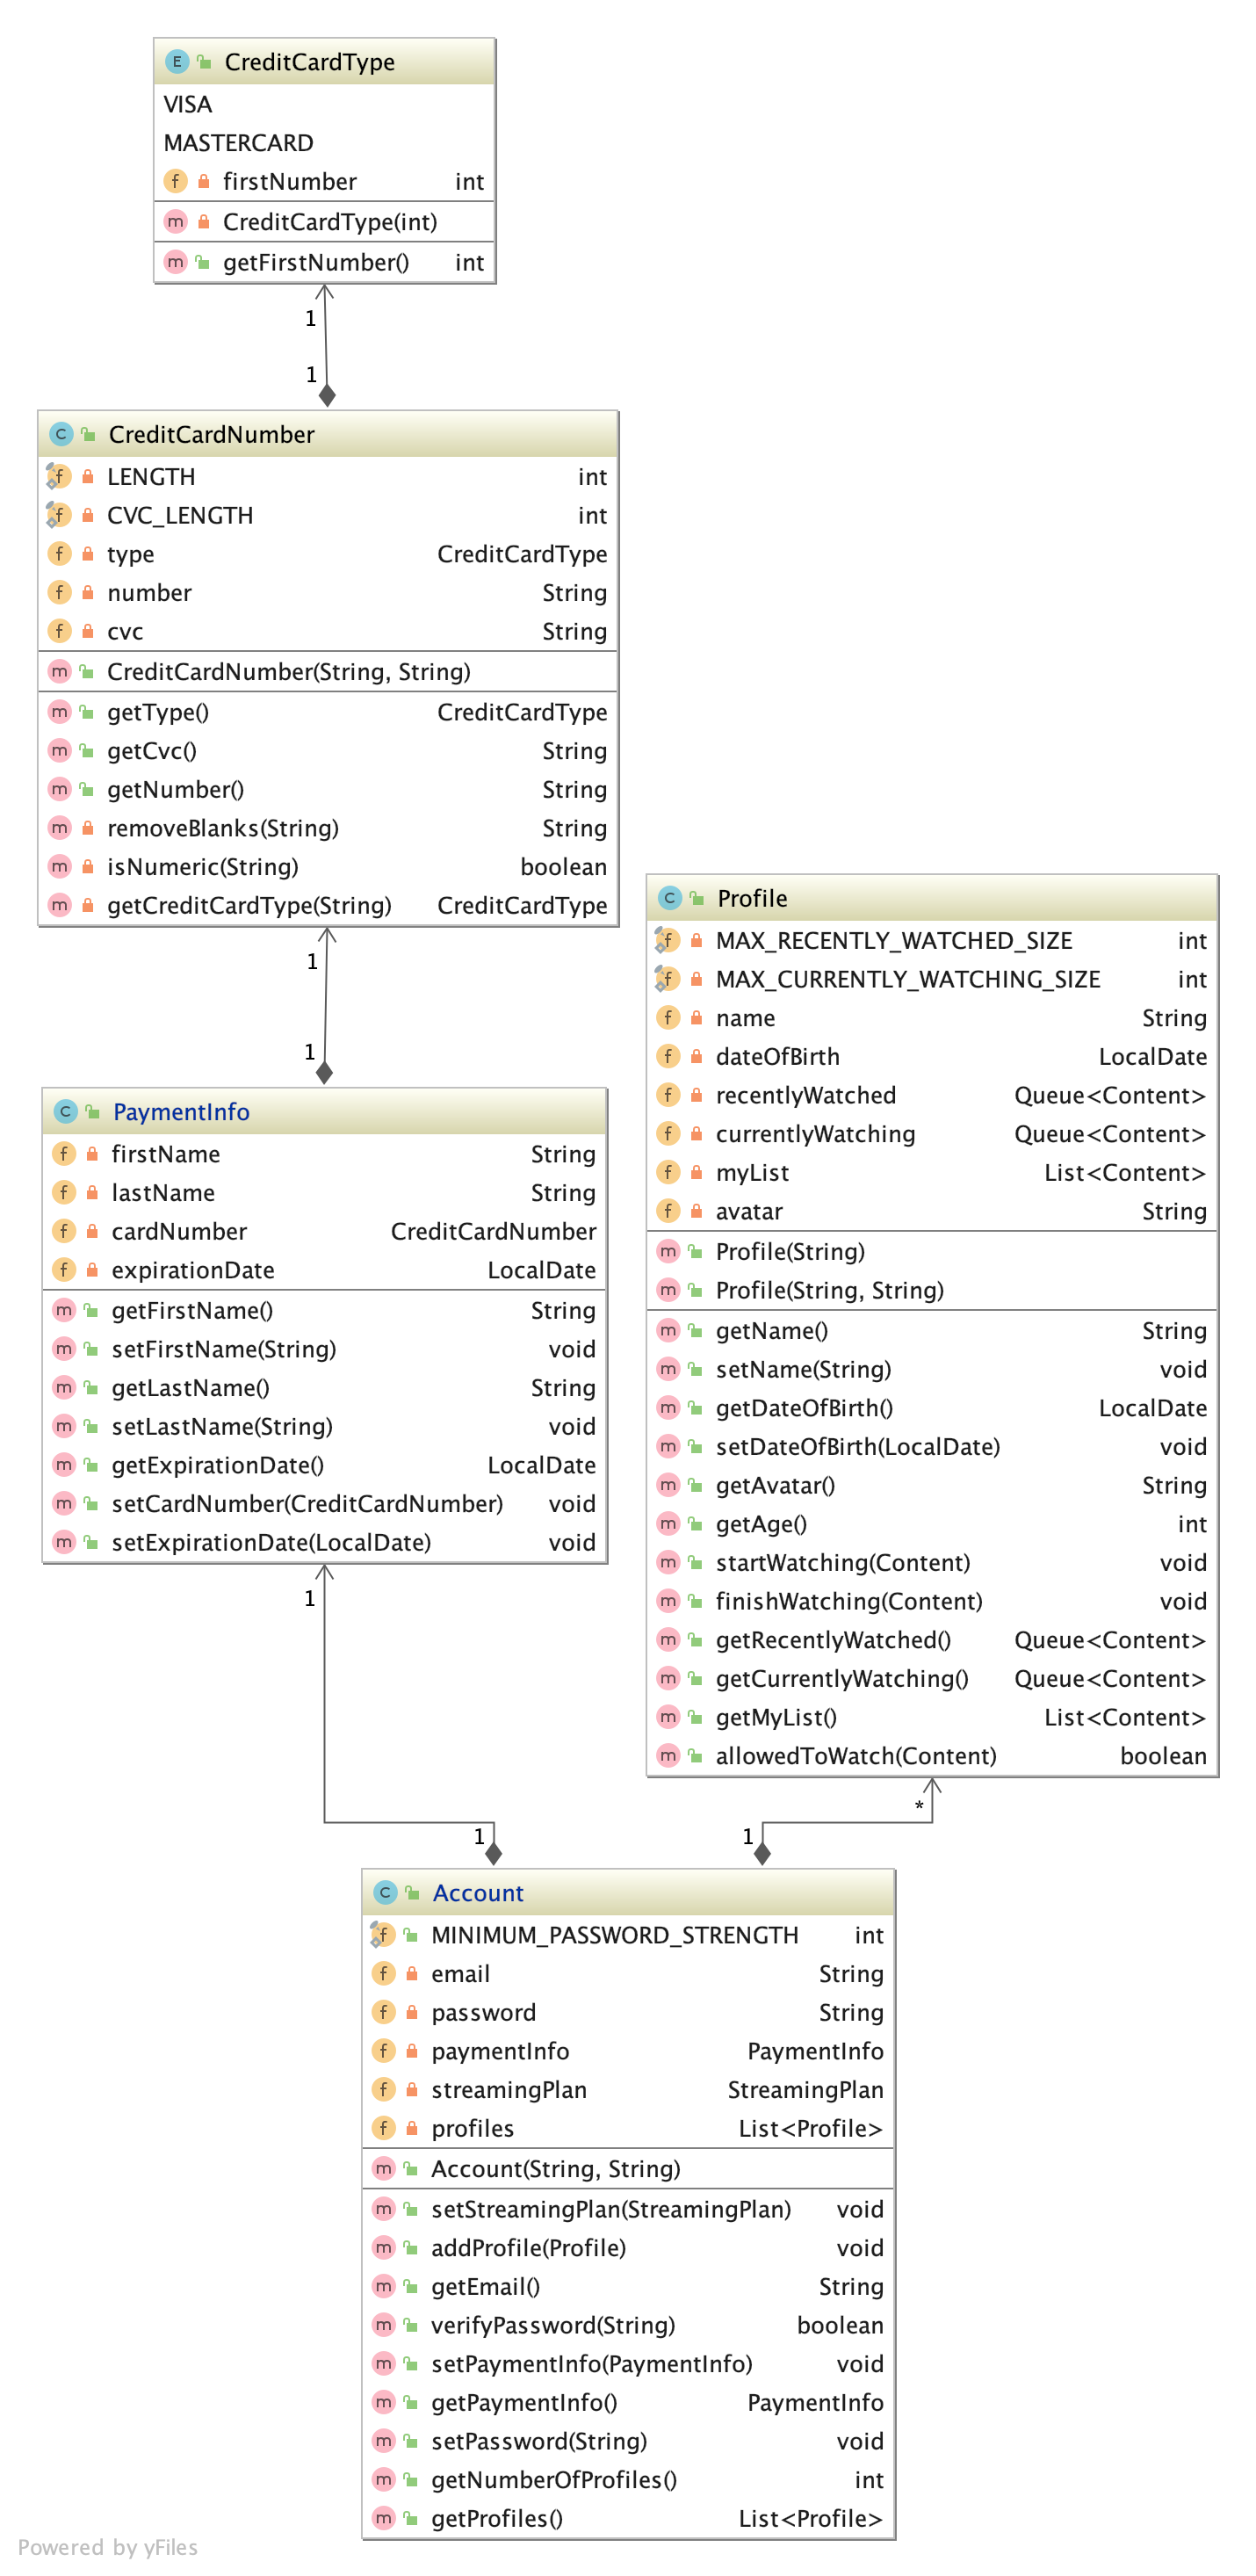 CreditCardType
VISA
MASTERCARD
firstNumber int
CreditCardType(int)
getFirstNumber() int
1
1
CreditCardNumber
LENGTH int
CVC_LENGTH int
type CreditCardType
number String
cvc String
CreditCardNumber(String, String)
getType() CreditCardType
getCvc() String
getNumber() String
removeBlanks(String) String
isNumeric(String) boolean
getCreditCardType(String) CreditCardType
1
1
PaymentInfo
firstName String
lastName String
cardNumber CreditCardNumber
expirationDate LocalDate
getFirstName() String
setFirstName(String) void
getLastName() String
setLastName(String) void
getExpirationDate() LocalDate
setCardNumber(CreditCardNumber) void
setExpirationDate(LocalDate) void
1
1
Profile
MAX_RECENTLY_WATCHED_SIZE int
MAX_CURRENTLY_WATCHING_SIZE int
name String
dateOfBirth LocalDate
recentlyWatched Queue<Content>
currentlyWatching Queue<Content>
myList List<Content>
avatar String
Profile(String)
Profile(String, String)
getName() String
setName(String) void
getDateOfBirth() LocalDate
setDateOfBirth(LocalDate) void
getAvatar() String
getAge() int
startWatching(Content) void
finishWatching(Content) void
getRecentlyWatched() Queue<Content>
getCurrentlyWatching() Queue<Content>
getMyList() List<Content>
allowedToWatch(Content) boolean
*
1
Account
MINIMUM_PASSWORD_STRENGTH int
email String
password String
paymentInfo PaymentInfo
streamingPlan StreamingPlan
profiles List<Profile>
Account(String, String)
setStreamingPlan(StreamingPlan) void
addProfile(Profile) void
getEmail() String
verifyPassword(String) boolean
setPaymentInfo(PaymentInfo) void
getPaymentInfo() PaymentInfo
setPassword(String) void
getNumberOfProfiles() int
getProfiles() List<Profile>
Powered by yFiles